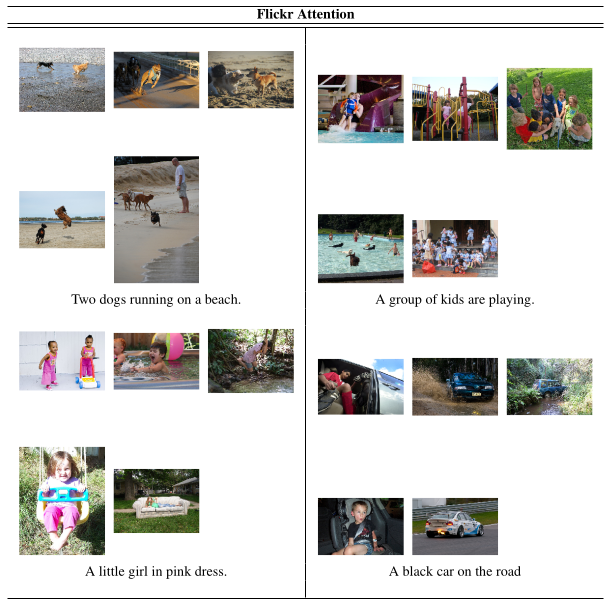 Flickr Attention
Two dogs running on a beach.
A group of kids are playing.
A little girl in pink dress.
A black car on the road